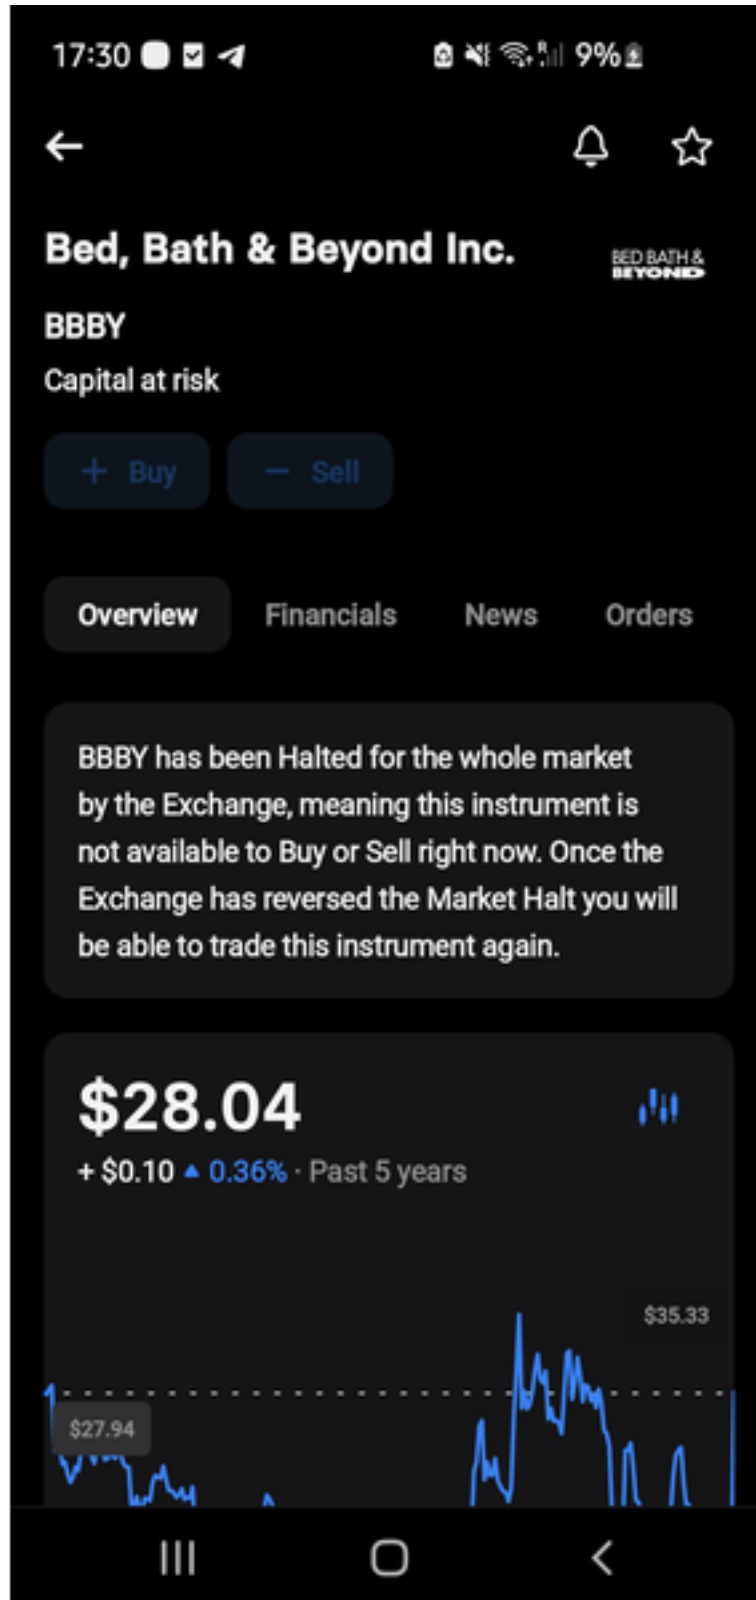 17:30 9%
Bed, Bath & Beyond Inc.
BED BATH &
BEYOND
BBBY
Capital at risk
+ Buy − Sell
Overview Financials News Orders
BBBY has been Halted for the whole market
by the Exchange, meaning this instrument is
not available to Buy or Sell right now. Once the
Exchange has reversed the Market Halt you will
be able to trade this instrument again.
$28.04
+ $0.10 ▲ 0.36% · Past 5 years
$35.33
$27.94